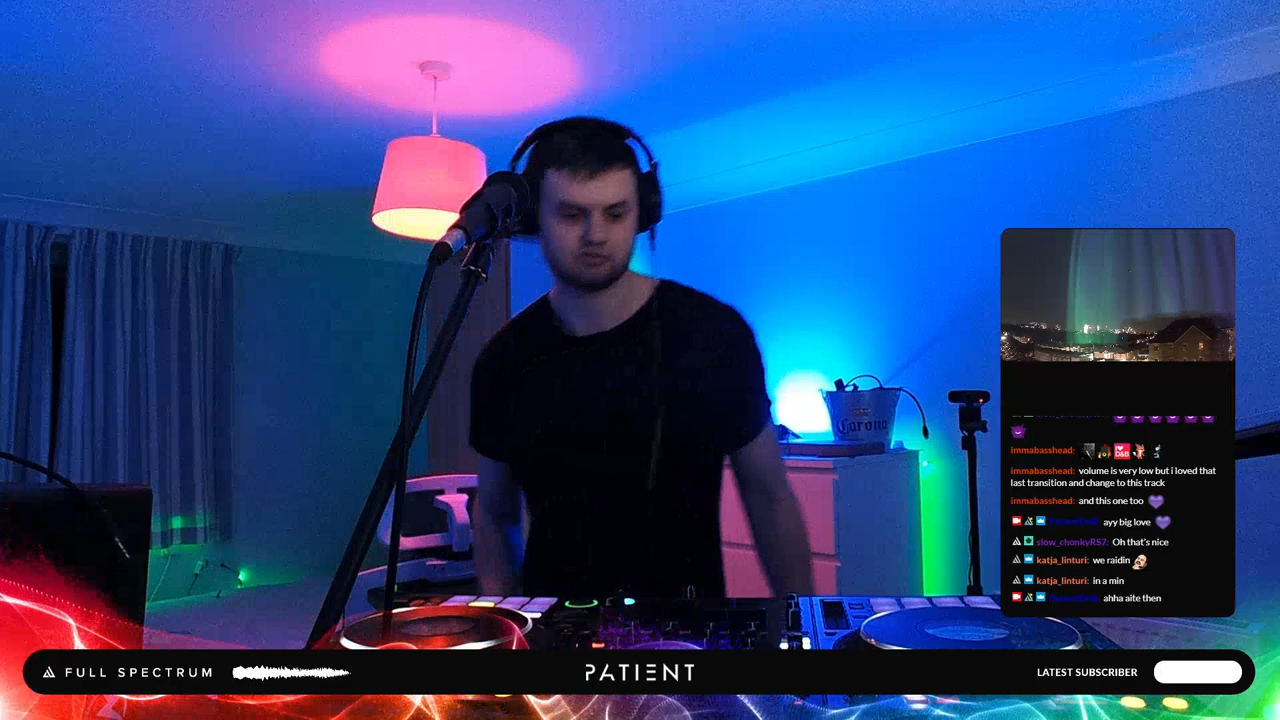 Corona
I ♥ D&B
immabasshead:
immabasshead: volume is very low but i loved that
last transition and change to this track
immabasshead: and this one too
ayy big love
slow_chonkyRS7: Oh that's nice
katja_linturi: we raidin
katja_linturi: in a min
ahha aite then
FULL SPECTRUM
PATIENT
LATEST SUBSCRIBER